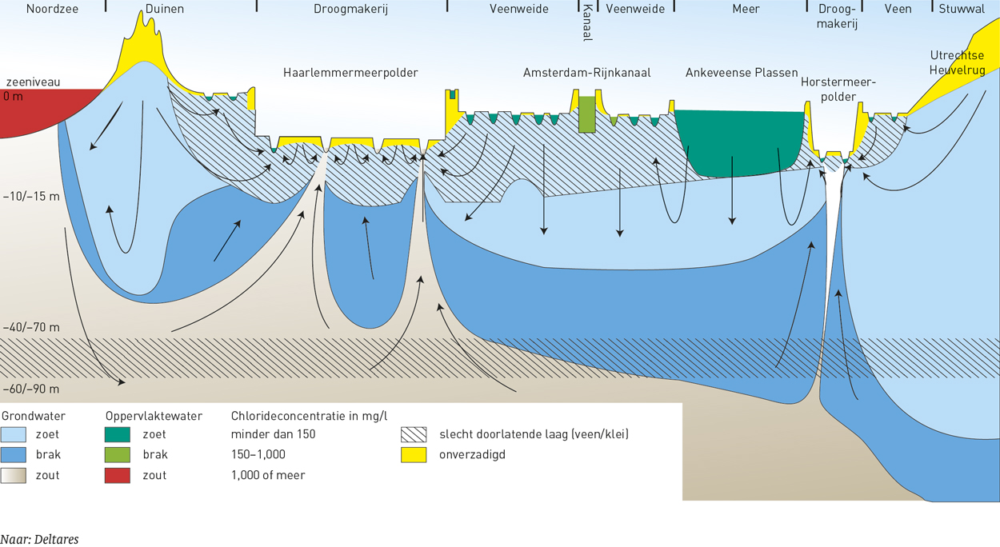 Noordzee
Duinen
Droogmakerij
Veenweide
Kanaal
Veenweide
Meer
Droog-
makerij
Veen
Stuwwal
Utrechtse
Heuvelrug
Haarlemmermeerpolder
Amsterdam-Rijnkanaal
Ankeveense Plassen
Horstermeer-
polder
zeeniveau
0 m
–10/–15 m
–40/–70 m
–60/–90 m
Grondwater
zoet
brak
zout
Oppervlaktewater
zoet
brak
zout
Chlorideconcentratie in mg/l
minder dan 150
150–1,000
1,000 of meer
slecht doorlatende laag (veen/klei)
onverzadigd
Naar: Deltares